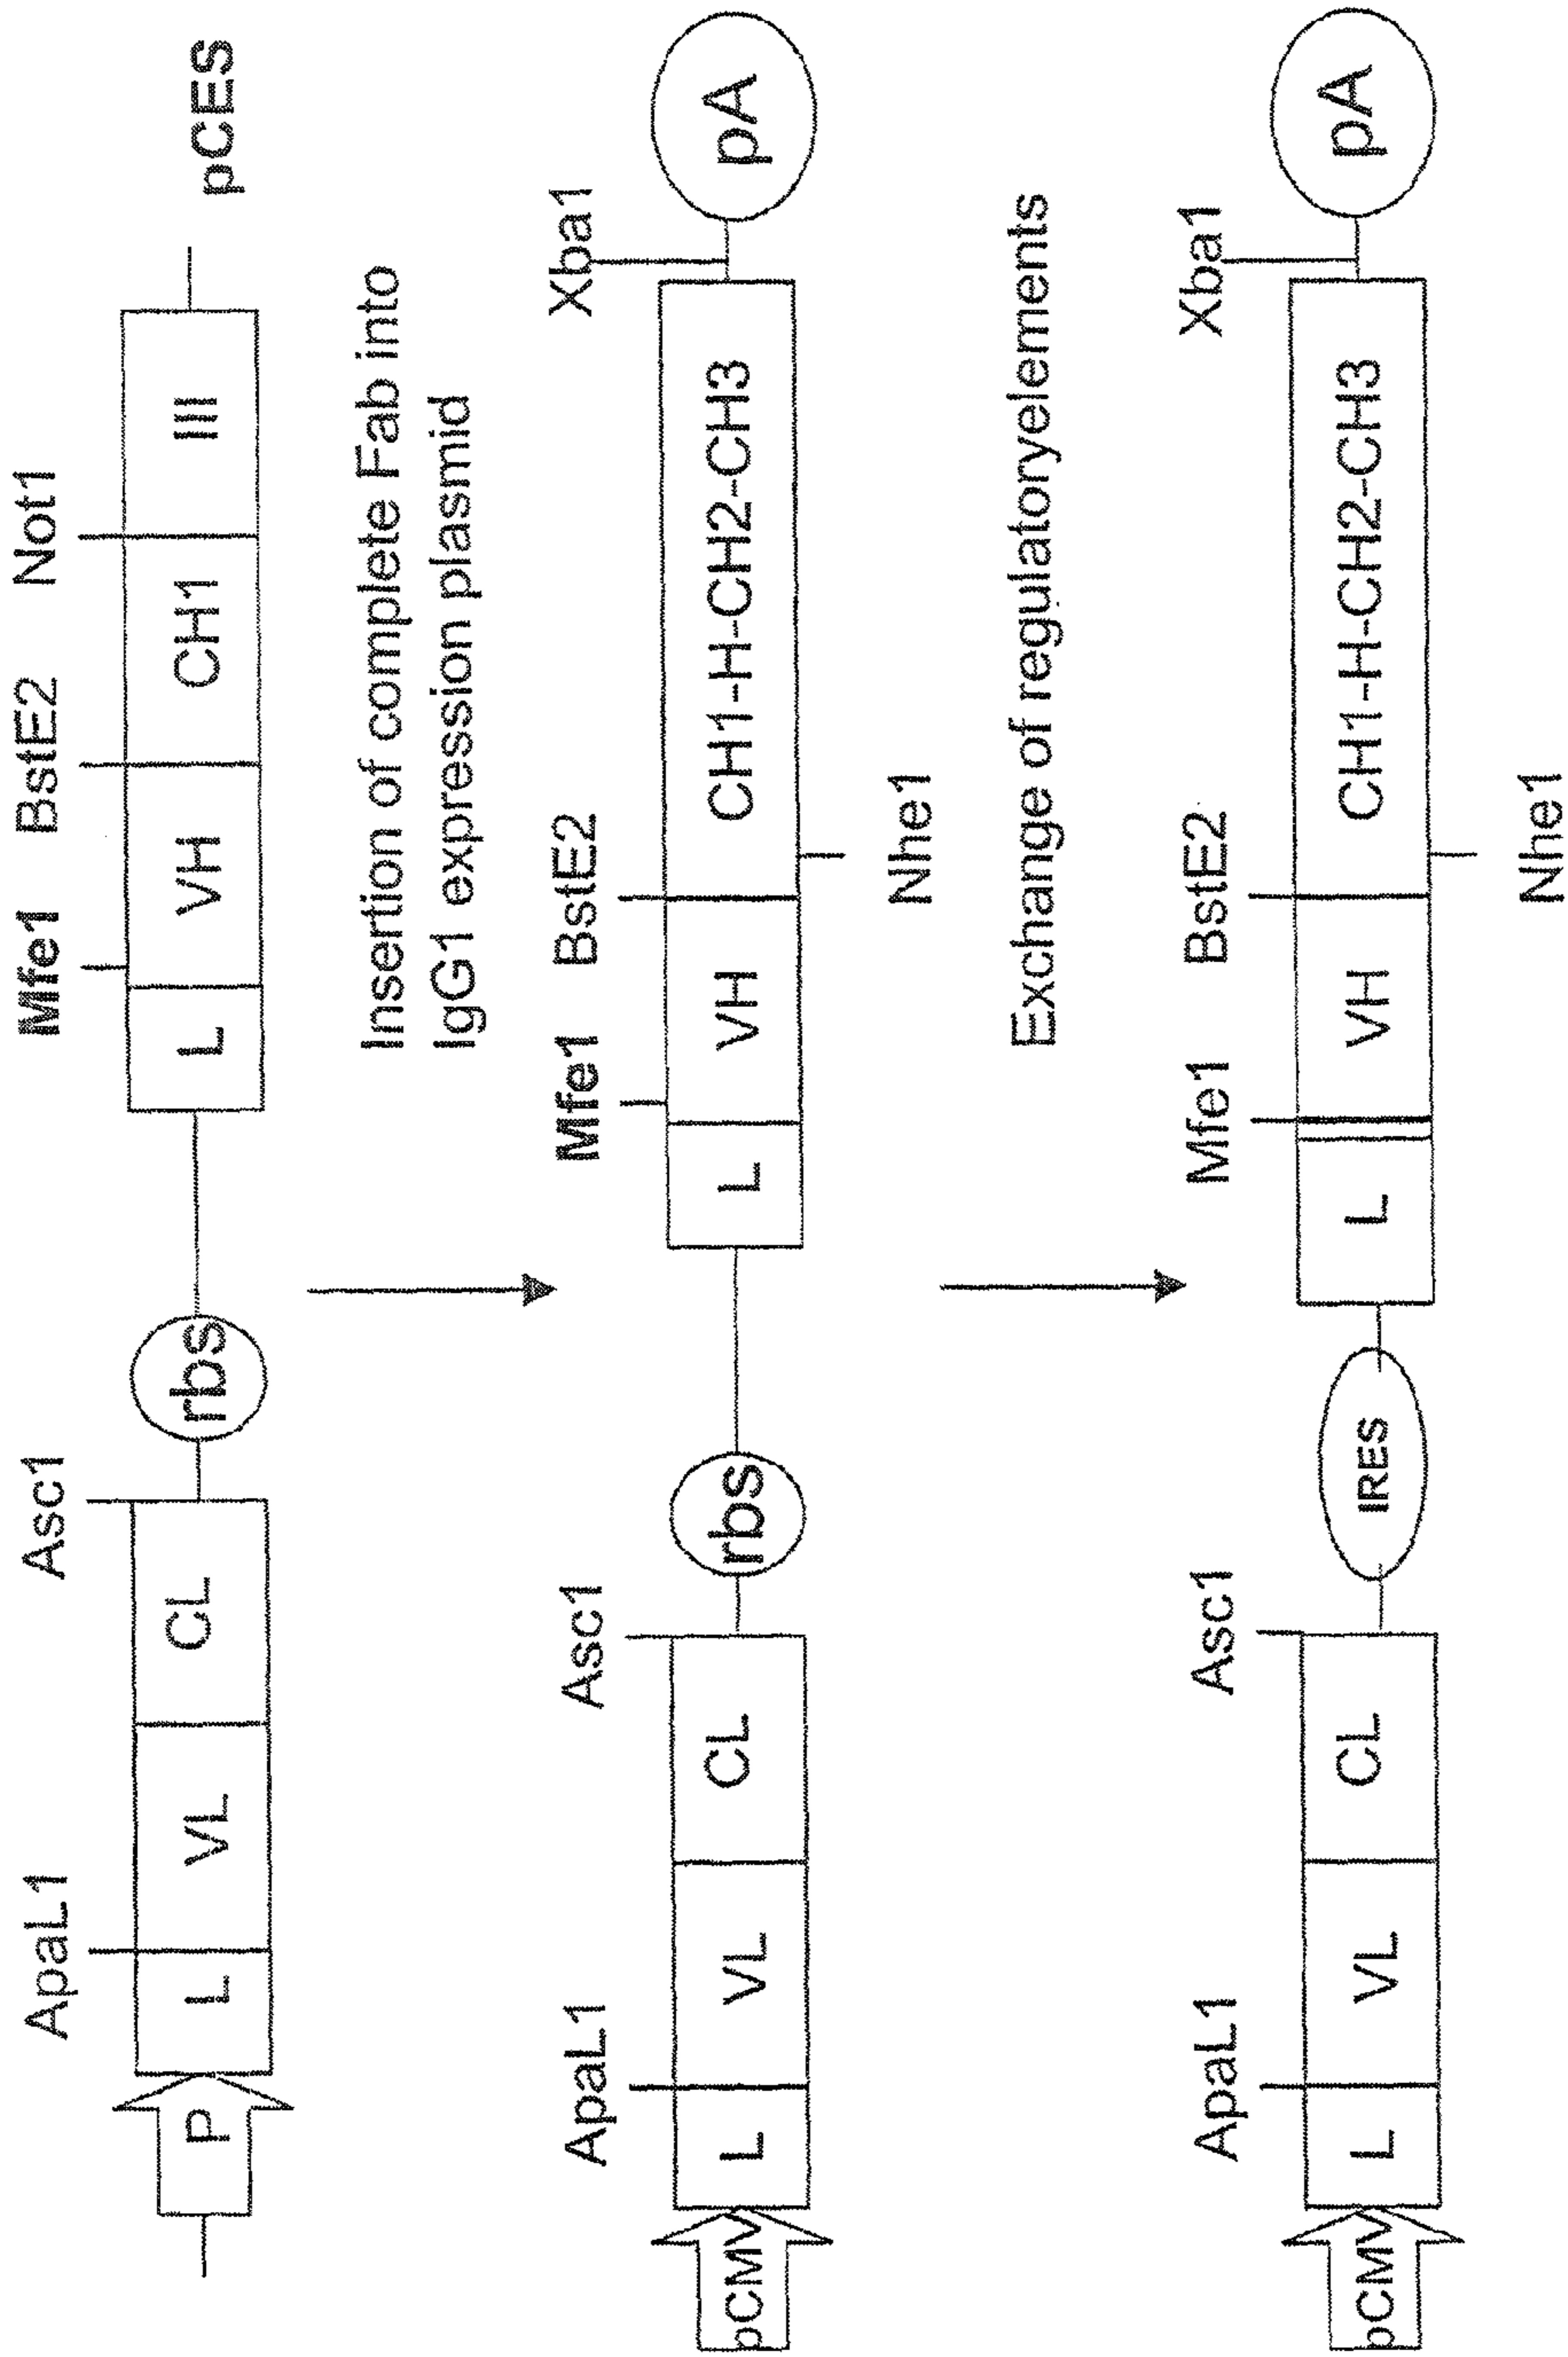 ApaL1 Asc1 Mfe1 BstE2 Not1
P L VL CL rbs L VH CH1 III pCES
Insertion of complete Fab into
IgG1 expression plasmid
ApaL1 Asc1 Mfe1 BstE2 Xba1
pCMV L VL CL rbs L VH CH1-H-CH2-CH3 pA
Nhe1
Exchange of regulatoryelements
ApaL1 Asc1 Mfe1 BstE2 Xba1
pCMV L VL CL IRES L VH CH1-H-CH2-CH3 pA
Nhe1